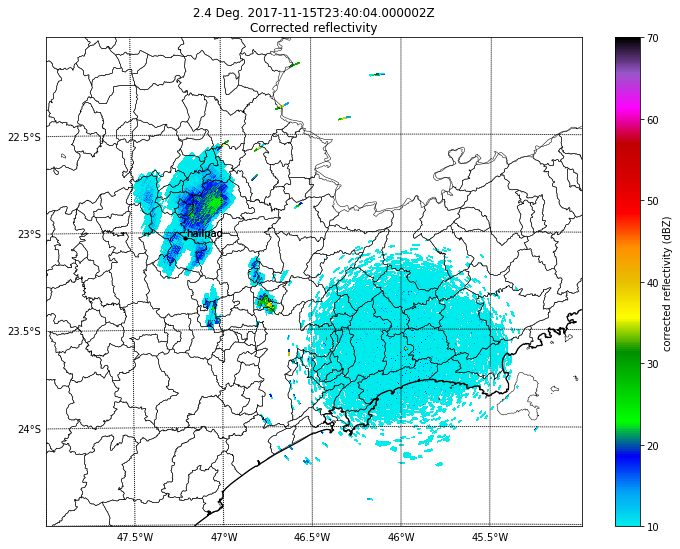 2.4 Deg. 2017-11-15T23:40:04.000002Z
Corrected reflectivity
70
60
50
40
30
20
10
corrected reflectivity (dBZ)
22.5°S
23°S
23.5°S
24°S
hailpad
47.5°W
47°W
46.5°W
46°W
45.5°W